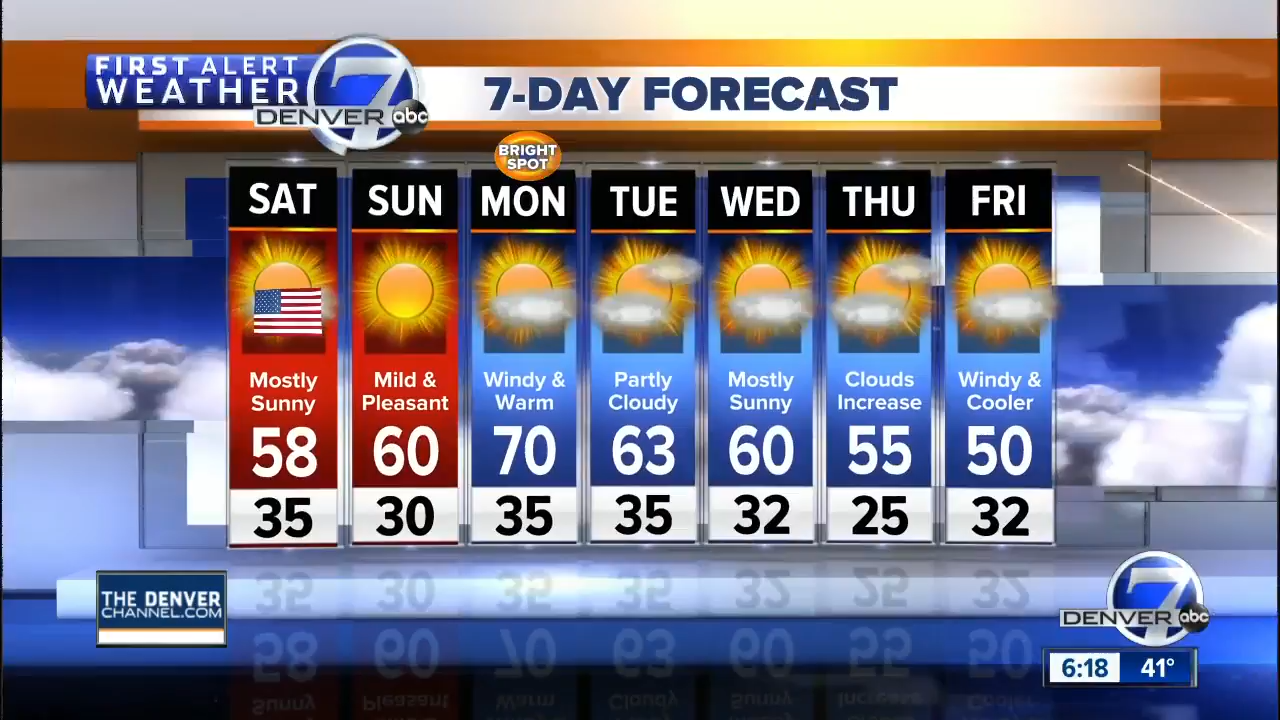 FIRST ALERT
WEATHER
7
DENVER abc
7-DAY FORECAST
BRIGHT
SPOT
SAT SUN MON TUE WED THU FRI
Mostly Mild & Windy & Partly Mostly Clouds Windy &
Sunny Pleasant Warm Cloudy Sunny Increase Cooler
58 60 70 63 60 55 50
35 30 35 35 32 25 32
THE DENVER
CHANNEL.COM
7
DENVER abc
6:18 41°